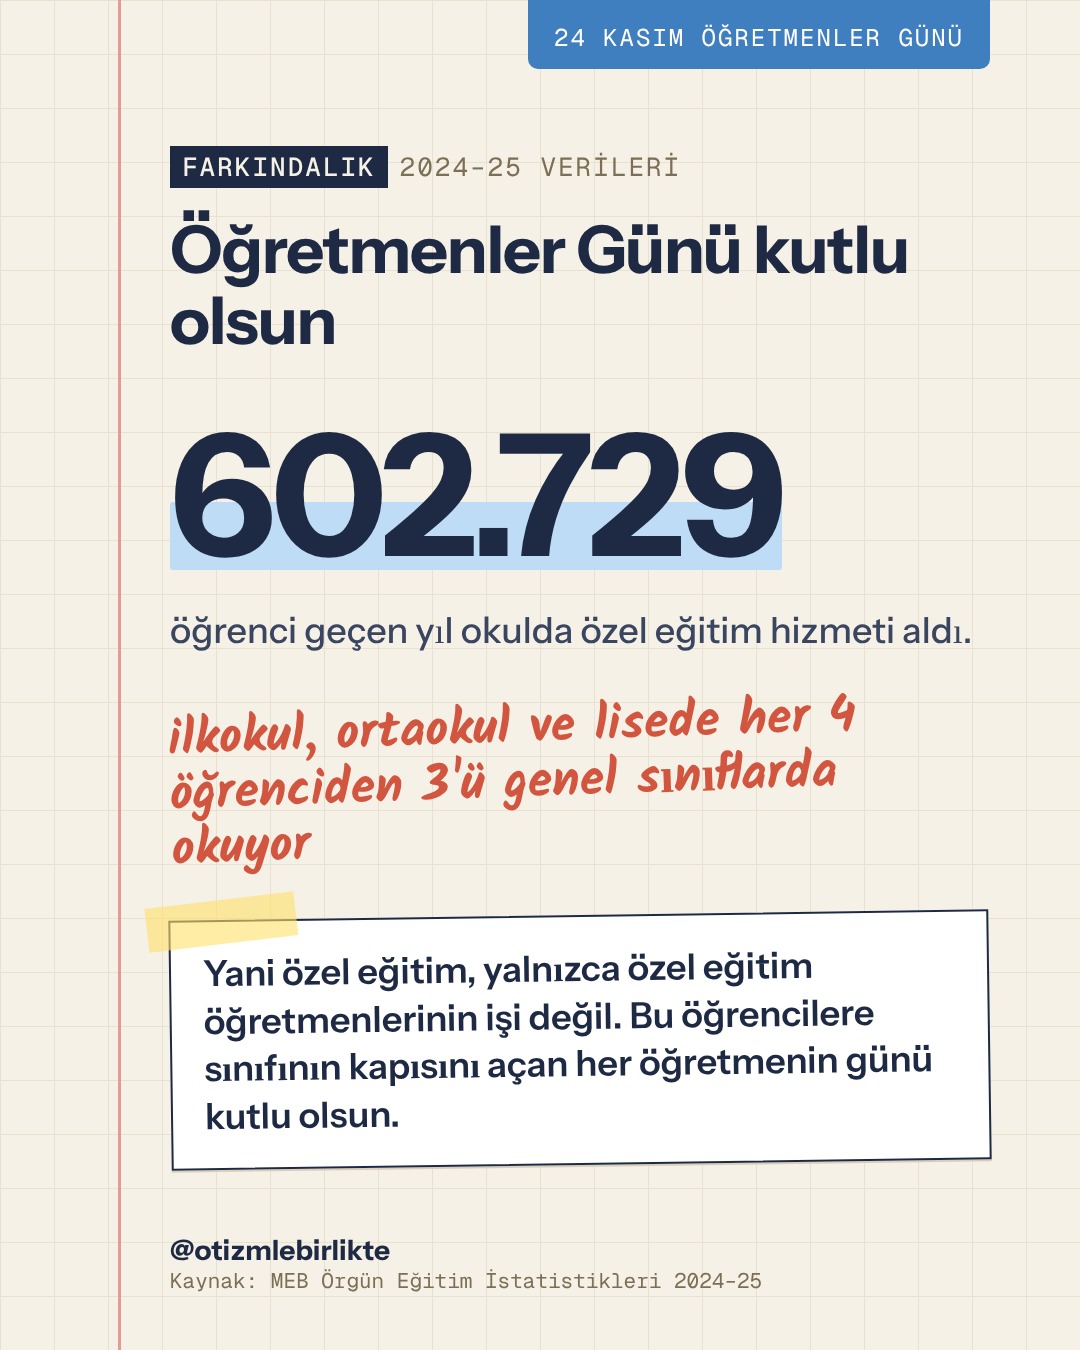 24 KASIM ÖĞRETMENLER GÜNÜ
FARKINDALIK 2024-25 VERİLERİ
Öğretmenler Günü kutlu
olsun
602.729
öğrenci geçen yıl okulda özel eğitim hizmeti aldı.
ilkokul, ortaokul ve lisede her 4
öğrenciden 3'ü genel sınıflarda
okuyor
Yani özel eğitim, yalnızca özel eğitim
öğretmenlerinin işi değil. Bu öğrencilere
sınıfının kapısını açan her öğretmenin günü
kutlu olsun.
@otizmlebirlikte
Kaynak: MEB Örgün Eğitim İstatistikleri 2024-25